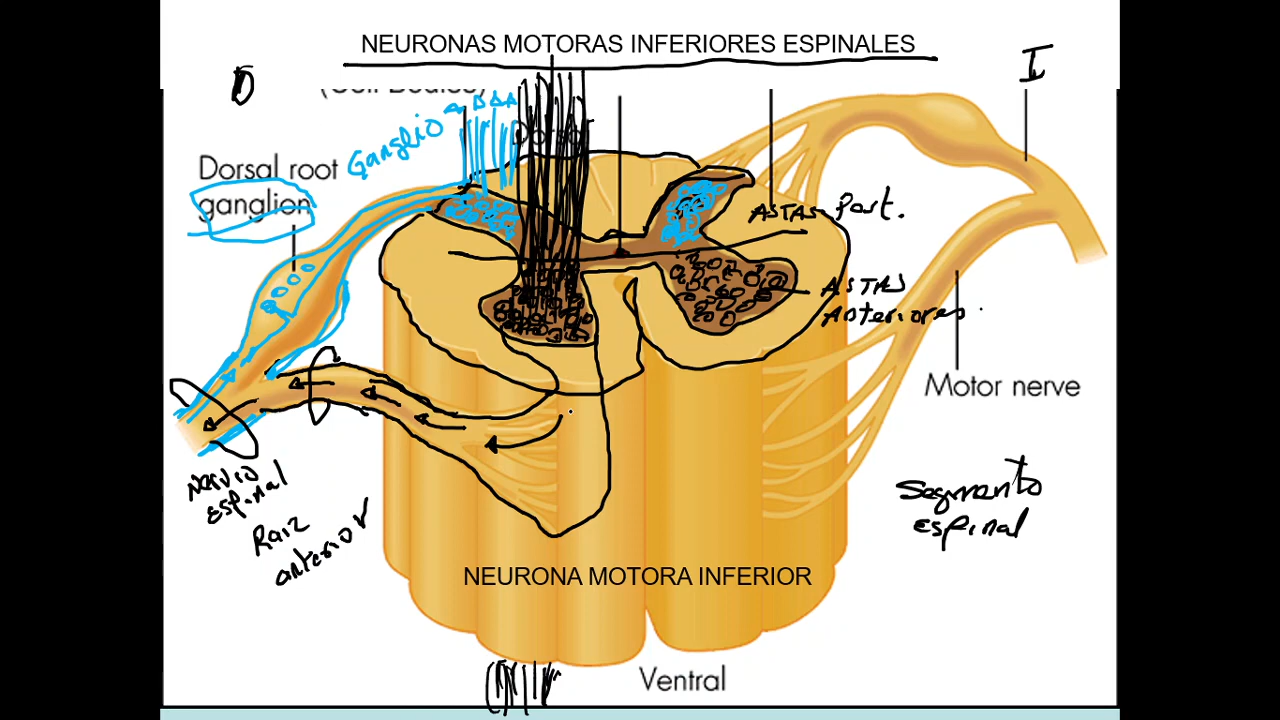 NEURONAS MOTORAS INFERIORES ESPINALES
D
I
Ganglio
Dorsal root
ganglion
ASTAS Post.
ASTAS
Anteriores.
Motor nerve
Nervio
Espinal
Raiz
anterior
Segmento
Espinal
NEURONA MOTORA INFERIOR
Ventral